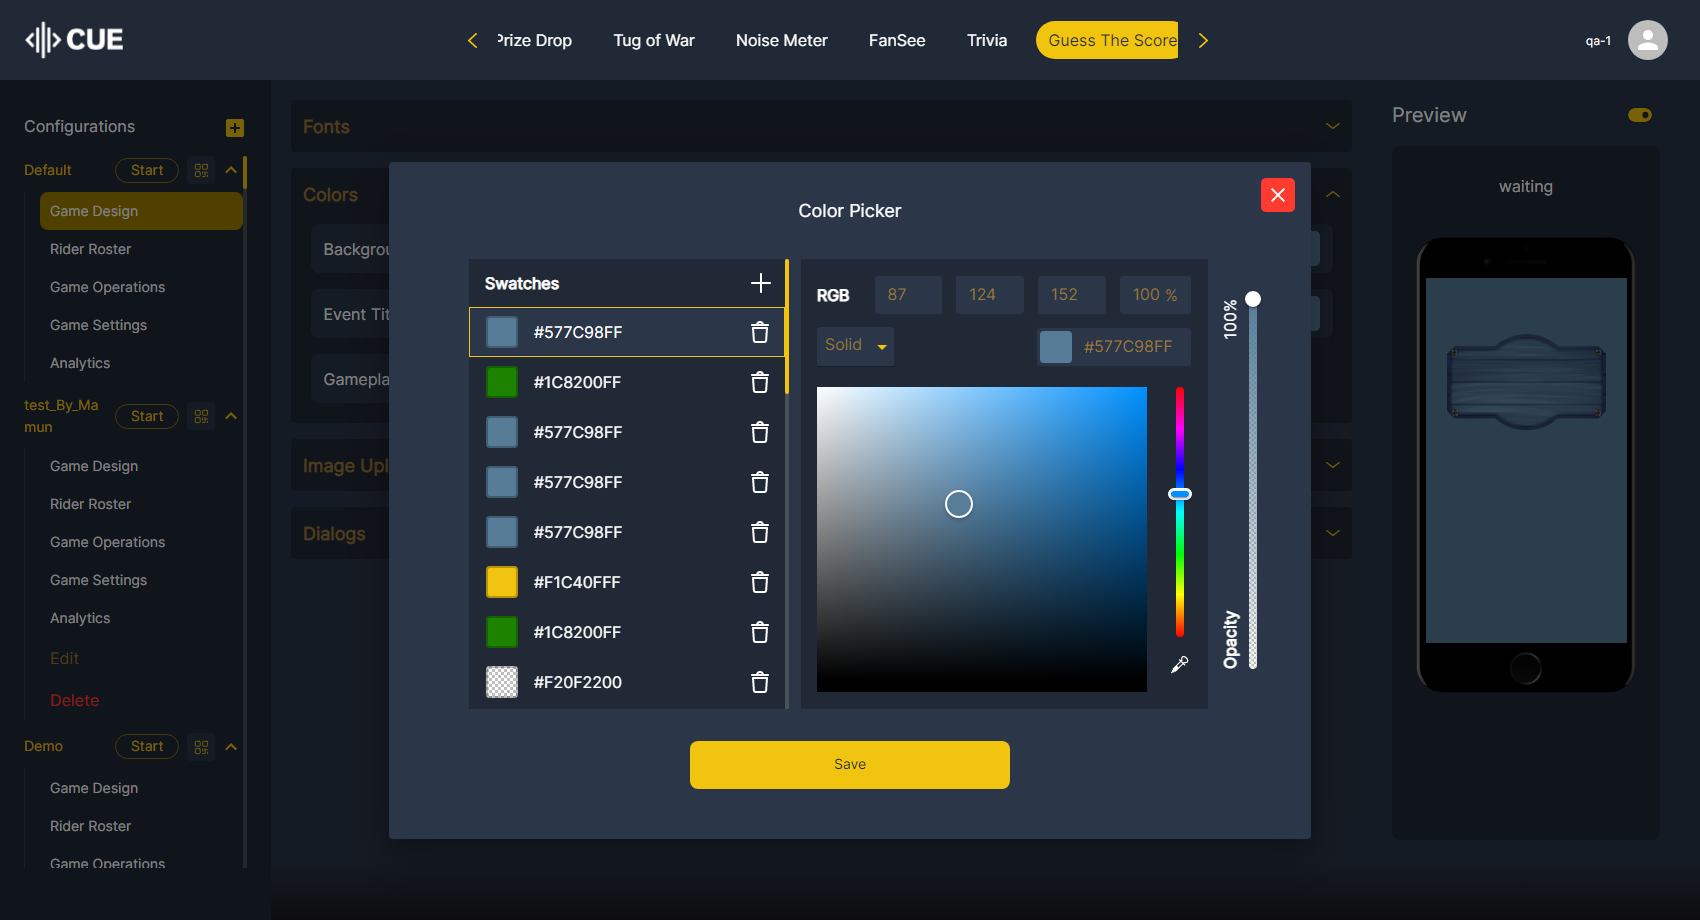 CUE
Prize Drop
Tug of War
Noise Meter
FanSee
Trivia
Guess The Score
qa-1
Configurations
Default
Start
Game Design
Rider Roster
Game Operations
Game Settings
Analytics
test_By_Ma
mun
Start
Game Design
Rider Roster
Game Operations
Game Settings
Analytics
Edit
Delete
Demo
Start
Game Design
Rider Roster
Game Operations
Fonts
Colors
Backgrou
Event Tit
Gamepla
Image Upl
Dialogs
Color Picker
Swatches
#577C98FF
#1C8200FF
#577C98FF
#577C98FF
#577C98FF
#F1C40FFF
#1C8200FF
#F20F2200
RGB
87
124
152
100 %
Solid
#577C98FF
100%
Opacity
Save
Preview
waiting